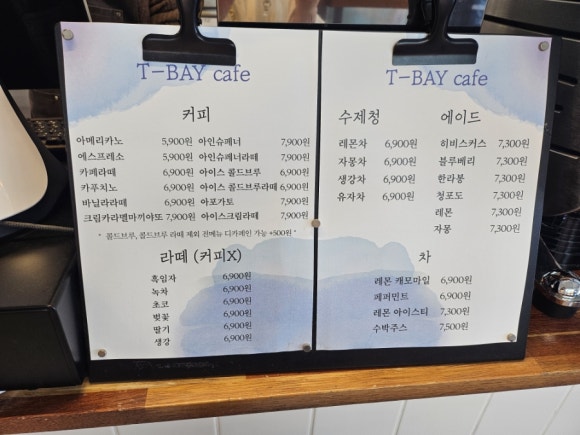 T-BAY cafe
커피
아메리카노 5,900원 아인슈페너 7,900원
에스프레소 5,900원 아인슈페너라떼 7,900원
카페라떼 6,900원 아이스 콜드브루 6,900원
카푸치노 6,900원 아이스 콜드브루라떼 6,900원
바닐라라떼 6,900원 아포가토 7,900원
크림카라멜마끼야또 7,900원 아이스크림라떼 7,900원
* 콜드브루, 콜드브루 라떼 제외 전메뉴 디카페인 가능 +500원 *
라떼 (커피X)
흑임자 6,900원
녹차 6,900원
초코 6,900원
벚꽃 6,900원
딸기 6,900원
생강 6,900원
T-BAY cafe
수제청
레몬차 6,900원
자몽차 6,900원
생강차 6,900원
유자차 6,900원
에이드
히비스커스 7,300원
블루베리 7,300원
한라봉 7,300원
청포도 7,300원
레몬 7,300원
자몽 7,300원
차
레몬 캐모마일 6,900원
페퍼민트 6,900원
레몬 아이스티 7,300원
수박주스 7,500원